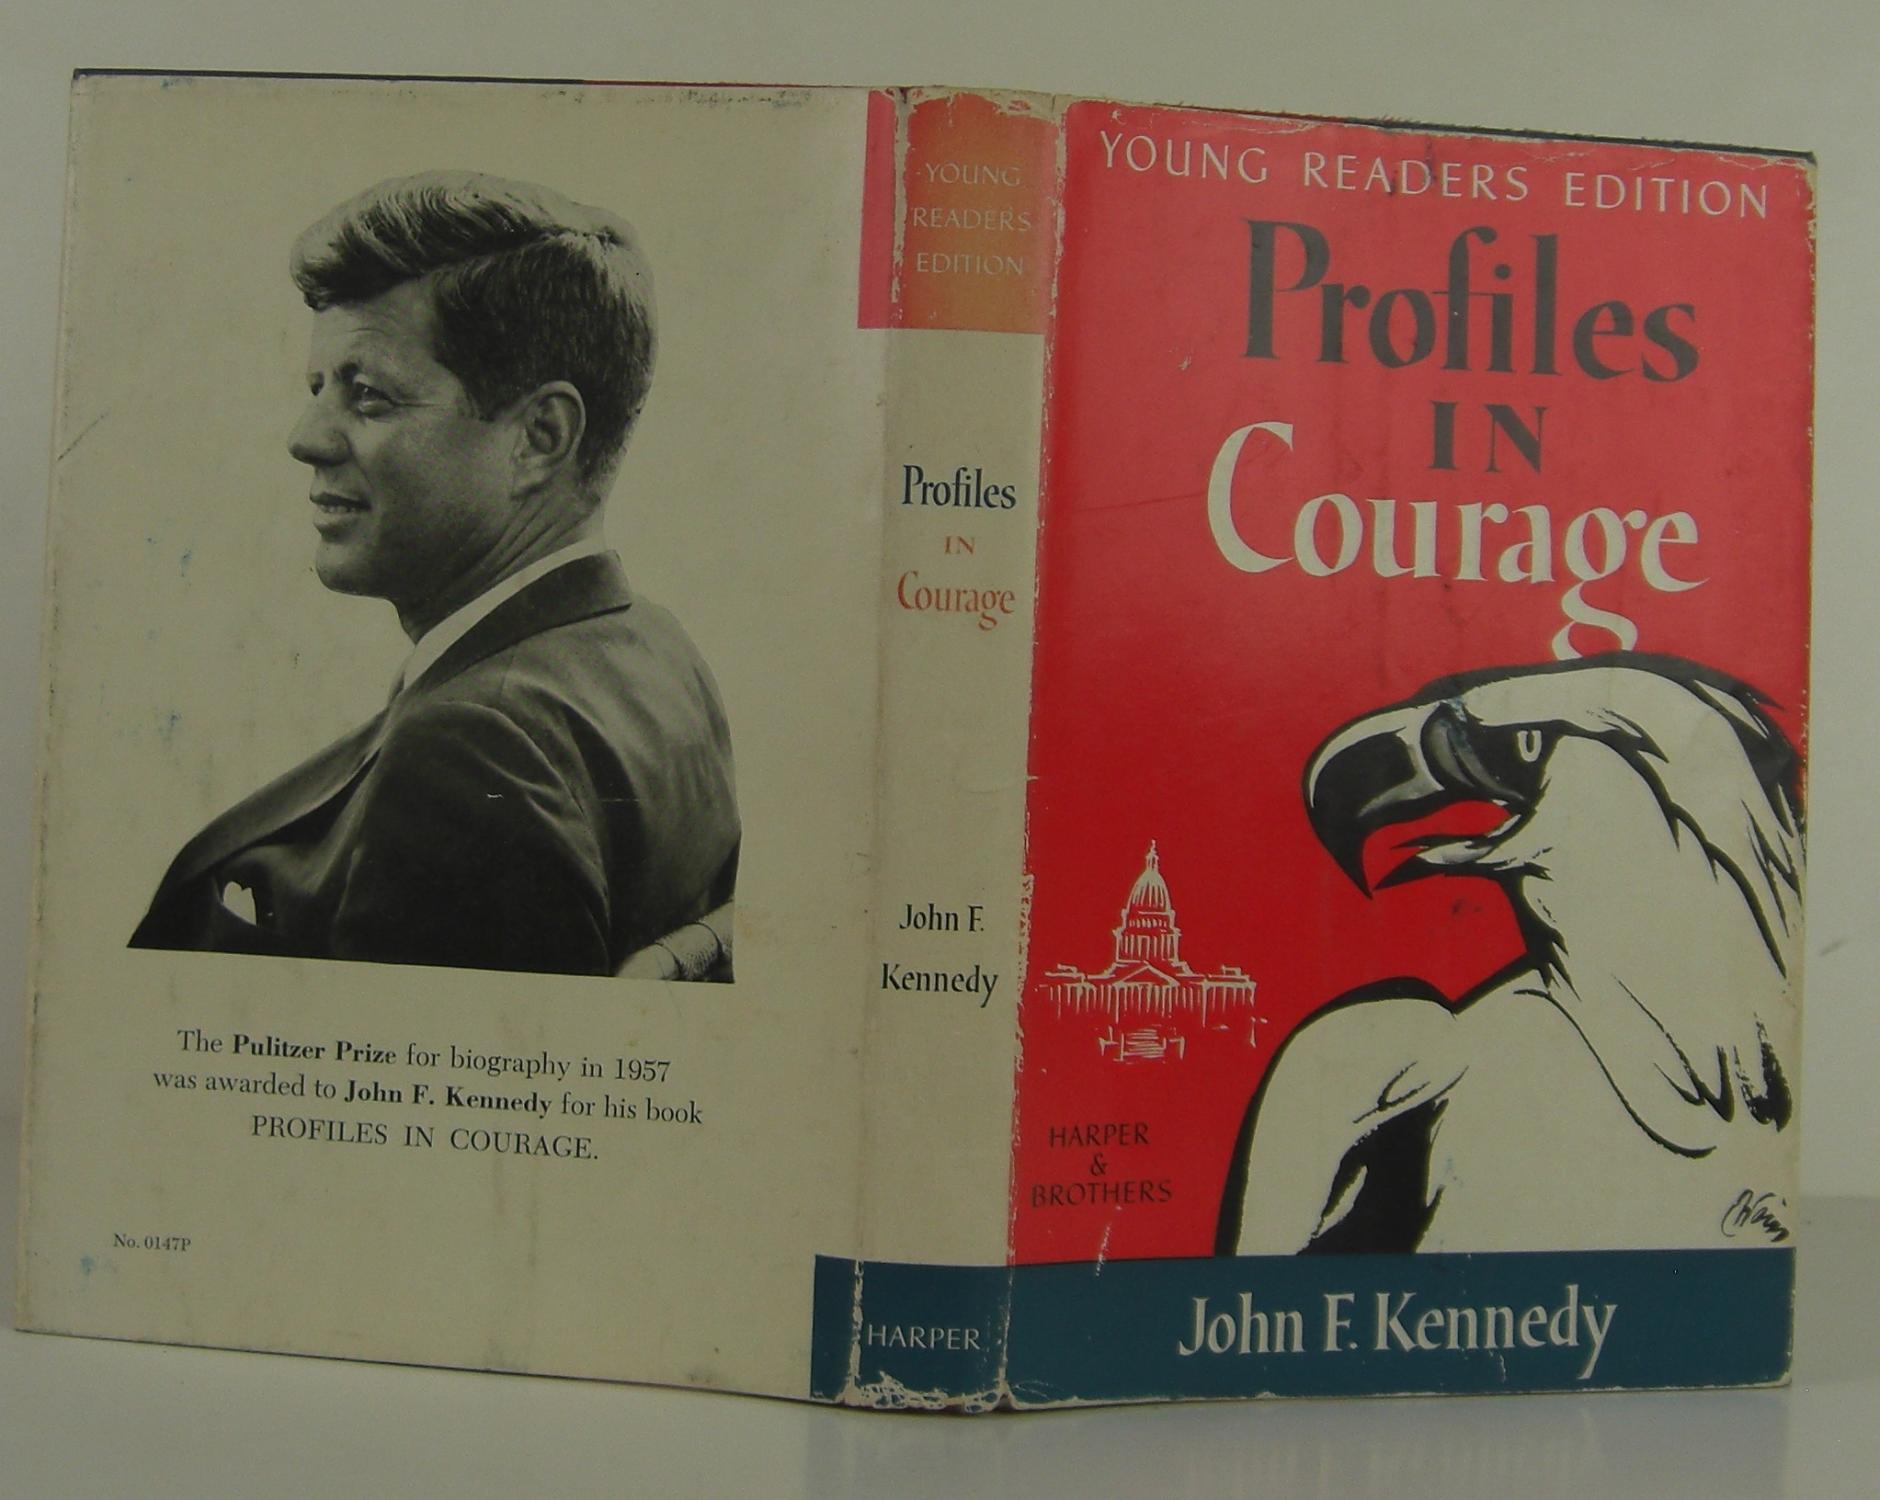 The Pulitzer Prize for biography in 1957
was awarded to John F. Kennedy for his book
PROFILES IN COURAGE.
No. 0147P
YOUNG
READERS
EDITION
Profiles
IN
Courage
John F.
Kennedy
HARPER
YOUNG READERS EDITION
Profiles
IN
Courage
HARPER
&
BROTHERS
John F. Kennedy